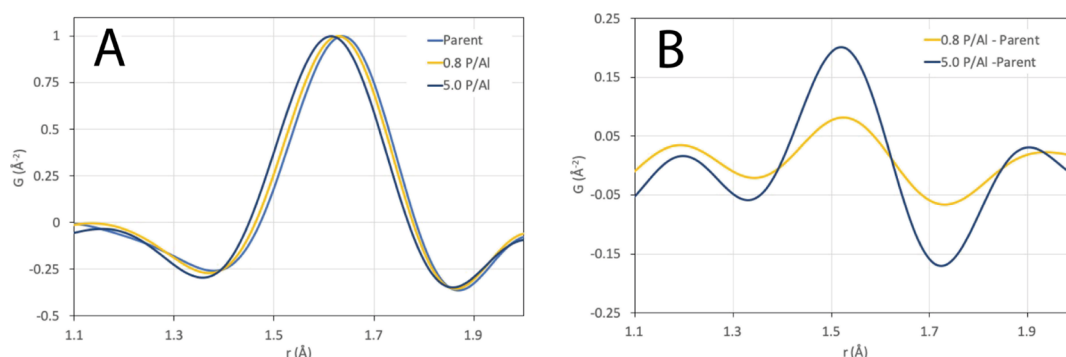 A
Parent
0.8 P/Al
5.0 P/Al
G (Å⁻²)
1
0.75
0.5
0.25
0
-0.25
-0.5
1.1 1.3 1.5 1.7 1.9
r (Å)
B
0.8 P/Al - Parent
5.0 P/Al -Parent
G (Å⁻²)
0.25
0.15
0.05
-0.05
-0.15
-0.25
1.1 1.3 1.5 1.7 1.9
r (Å)